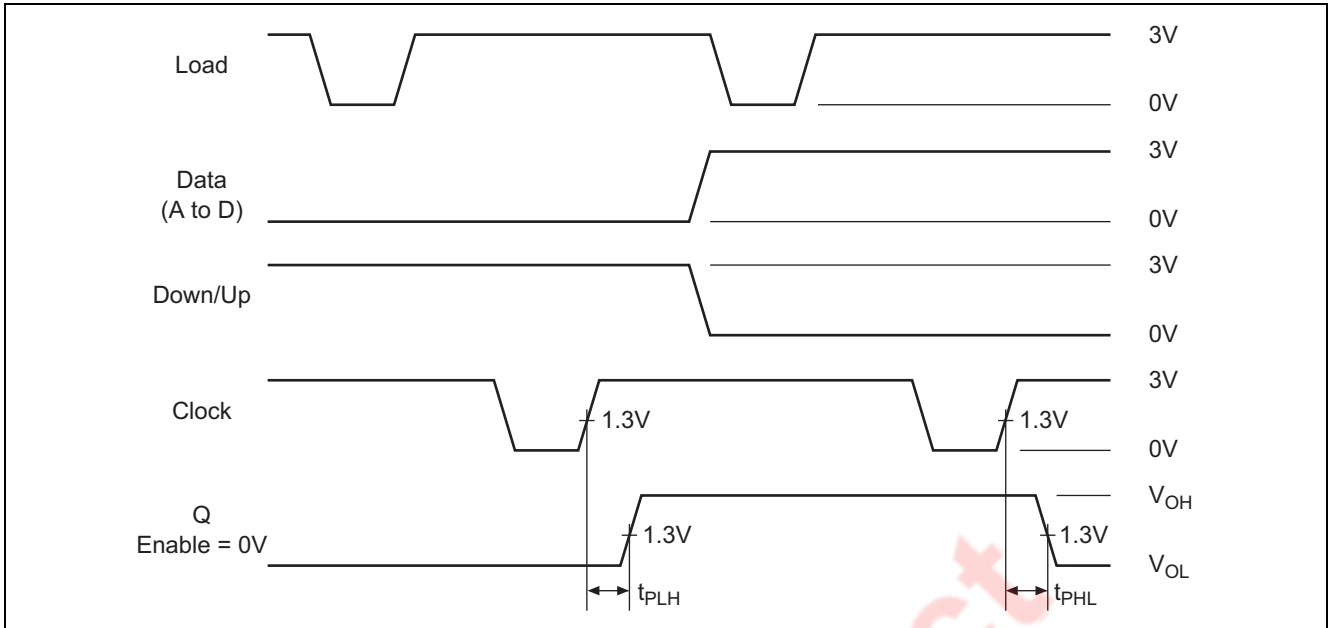 Load
3V
0V
Data
(A to D)
3V
0V
Down/Up
3V
0V
Clock
1.3V
1.3V
3V
0V
Q
Enable = 0V
1.3V
1.3V
VOH
VOL
tPLH
tPHL